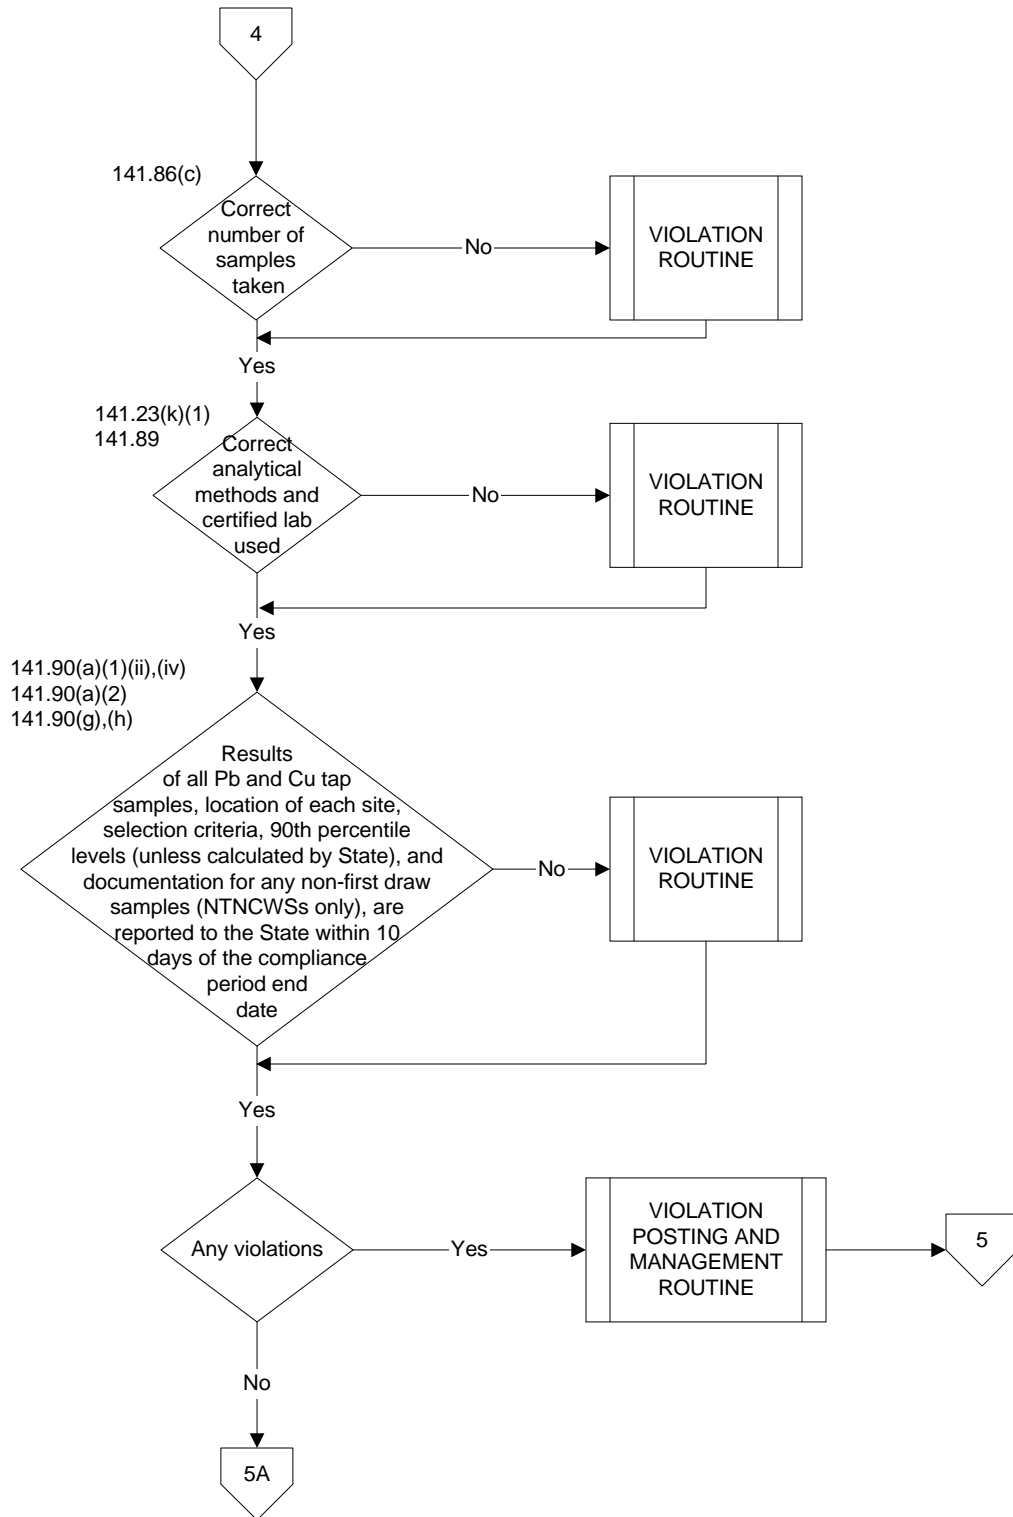 4
141.86(c)
Correct
number of
samples
taken
No
VIOLATION
ROUTINE
Yes
141.23(k)(1)
141.89
Correct
analytical
methods and
certified lab
used
No
VIOLATION
ROUTINE
Yes
141.90(a)(1)(ii),(iv)
141.90(a)(2)
141.90(g),(h)
Results
of all Pb and Cu tap
samples, location of each site,
selection criteria, 90th percentile
levels (unless calculated by State), and
documentation for any non-first draw
samples (NTNCWSs only), are
reported to the State within 10
days of the compliance
period end
date
No
VIOLATION
ROUTINE
Yes
Any violations
Yes
VIOLATION
POSTING AND
MANAGEMENT
ROUTINE
5
No
5A